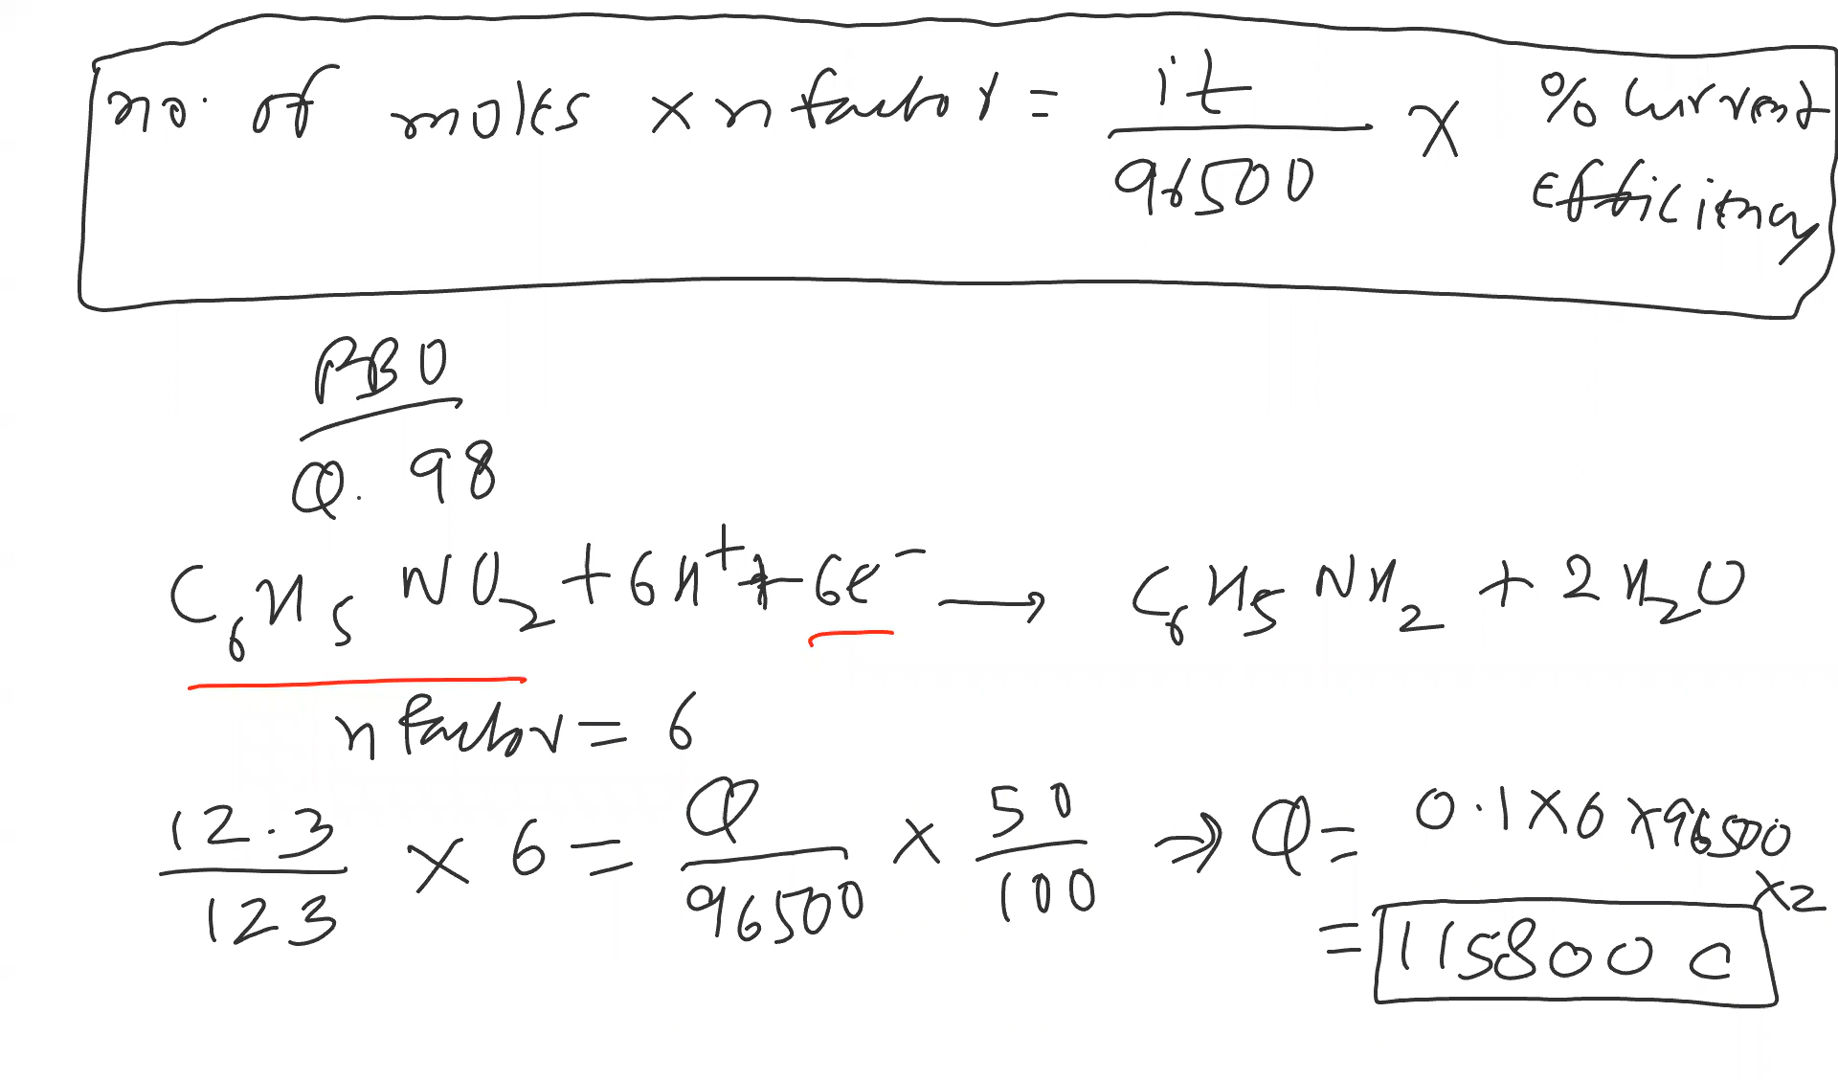 no. of moles x n factor = it / 96500 x % current efficiency
PBO
Q. 98
C₆H₅NO₂ + 6H⁺ + 6e⁻ → C₆H₅NH₂ + 2H₂O
n factor = 6
12.3 / 123 x 6 = Q / 96500 x 50 / 100 ⇒ Q = 0.1 x 6 x 96500 x 2
= 115800 C